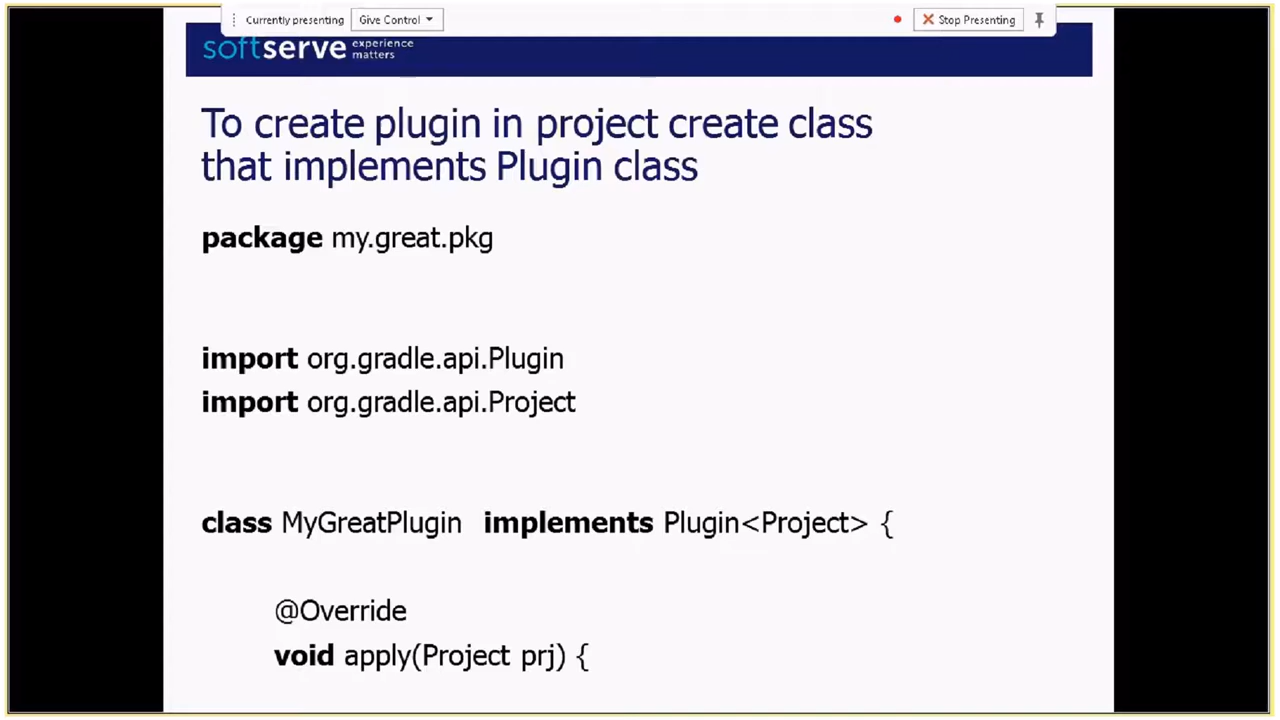 Currently presenting Give Control Stop Presenting
softserve experience matters
To create plugin in project create class
that implements Plugin class
package my.great.pkg
import org.gradle.api.Plugin
import org.gradle.api.Project
class MyGreatPlugin implements Plugin<Project> {
@Override
void apply(Project prj) {